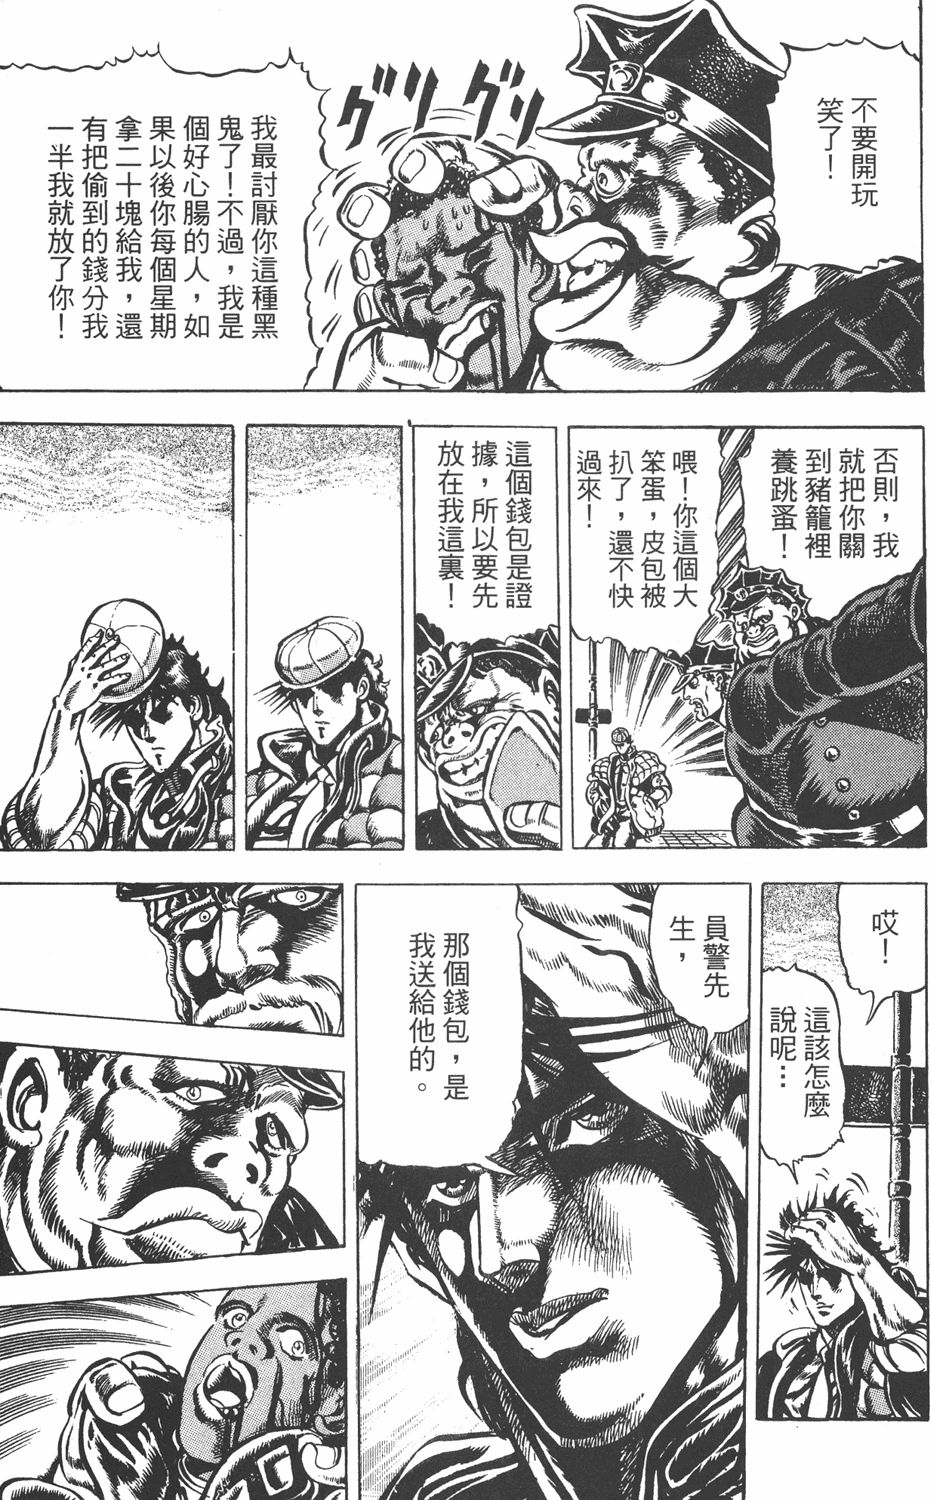 不要開玩
笑了！
グリグリ
我最討厭你這種黑
鬼了！不過，我是
個好心腸的人，如
果以後你每個星期
拿二十塊給我，還
有把偷到的錢分我
一半我就放了你！
否則，我
就把你關
到豬籠裡
養跳蚤！
喂！你這個大
笨蛋，皮包被
扒了，還不快
過來！
這個錢包是證
據，所以要先
放在我這裏！
哎！
這該怎麼
說呢…
員警先
生，
那個錢包，是
我送給他的。